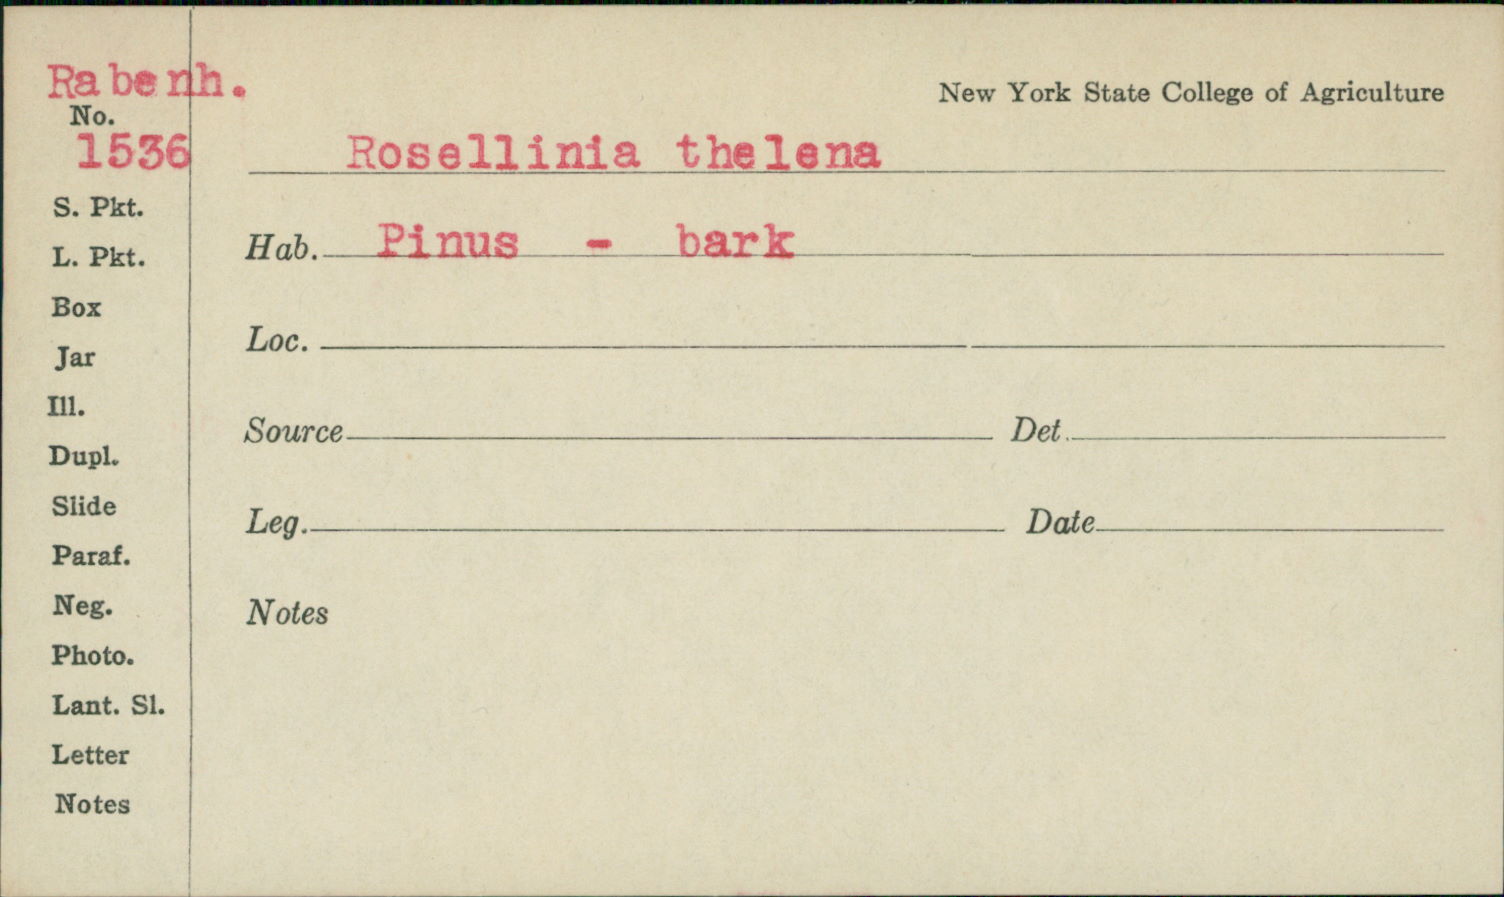 Rabenh.
New York State College of Agriculture
No.
1536
Rosellinia thelena
S. Pkt.
L. Pkt.
Box
Jar
Ill.
Dupl.
Slide
Paraf.
Neg.
Photo.
Lant. Sl.
Letter
Notes
Hab. Pinus - bark
Loc.
Source Det.
Leg. Date
Notes